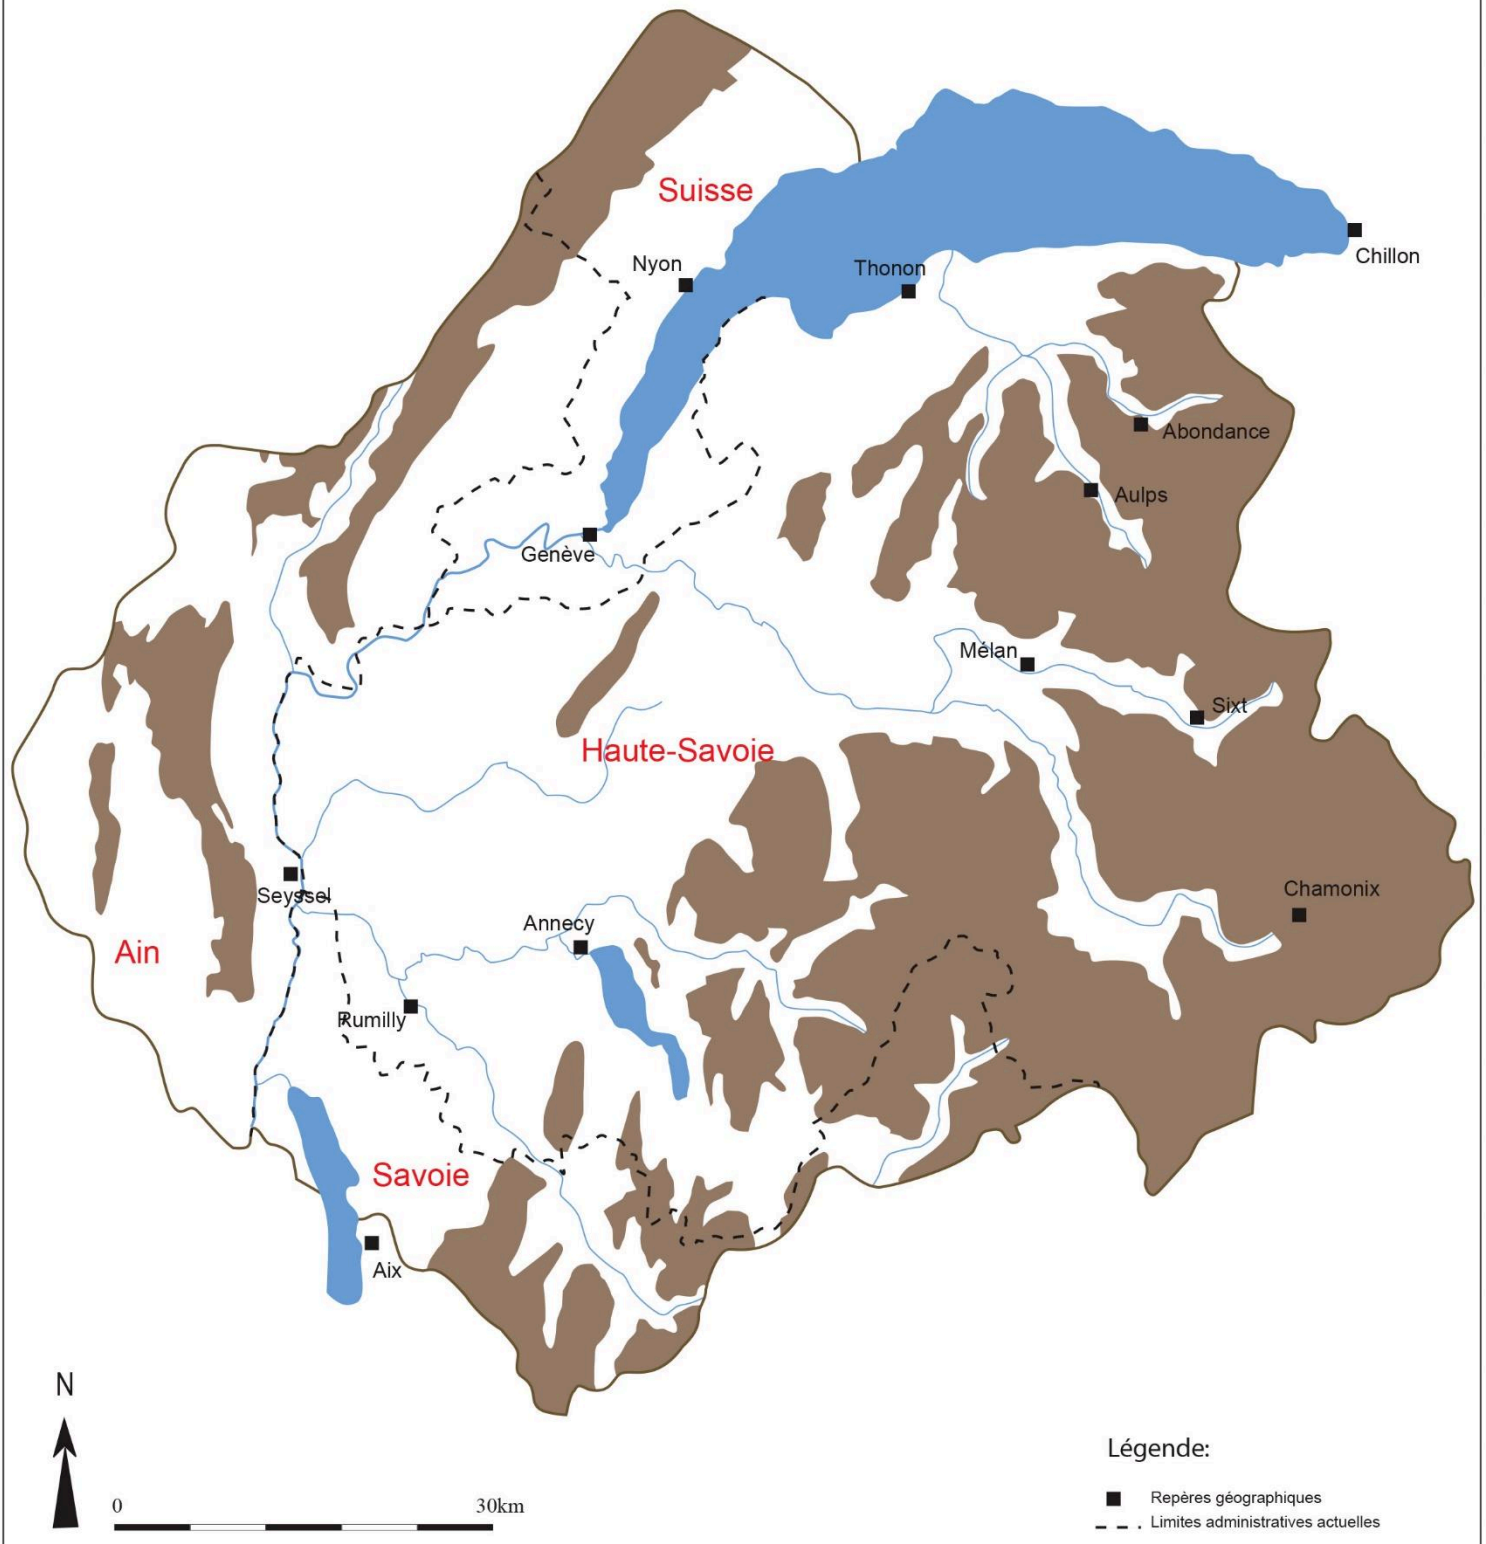 Suisse
Chillon
Nyon
Thonon
Abondance
Aulps
Genève
Mélan
Sixt
Haute-Savoie
Chamonix
Seyssel
Annecy
Ain
Rumilly
Savoie
Aix
N
Légende:
0 30km
Repères géographiques
Limites administratives actuelles